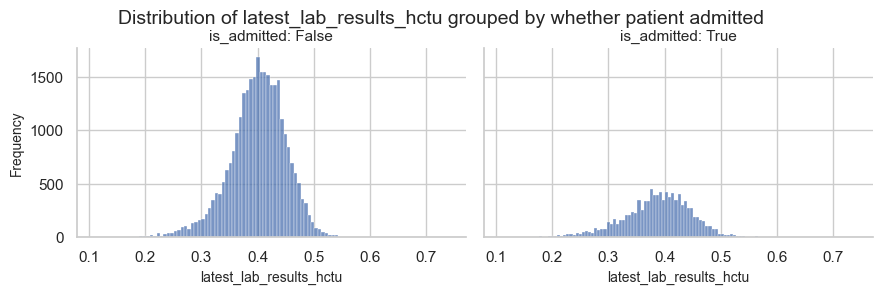 Distribution of latest_lab_results_hctu grouped by whether patient admitted
is_admitted: False
is_admitted: True
Frequency
1500
1000
500
0
0.1 0.2 0.3 0.4 0.5 0.6 0.7
0.1 0.2 0.3 0.4 0.5 0.6 0.7
latest_lab_results_hctu
latest_lab_results_hctu